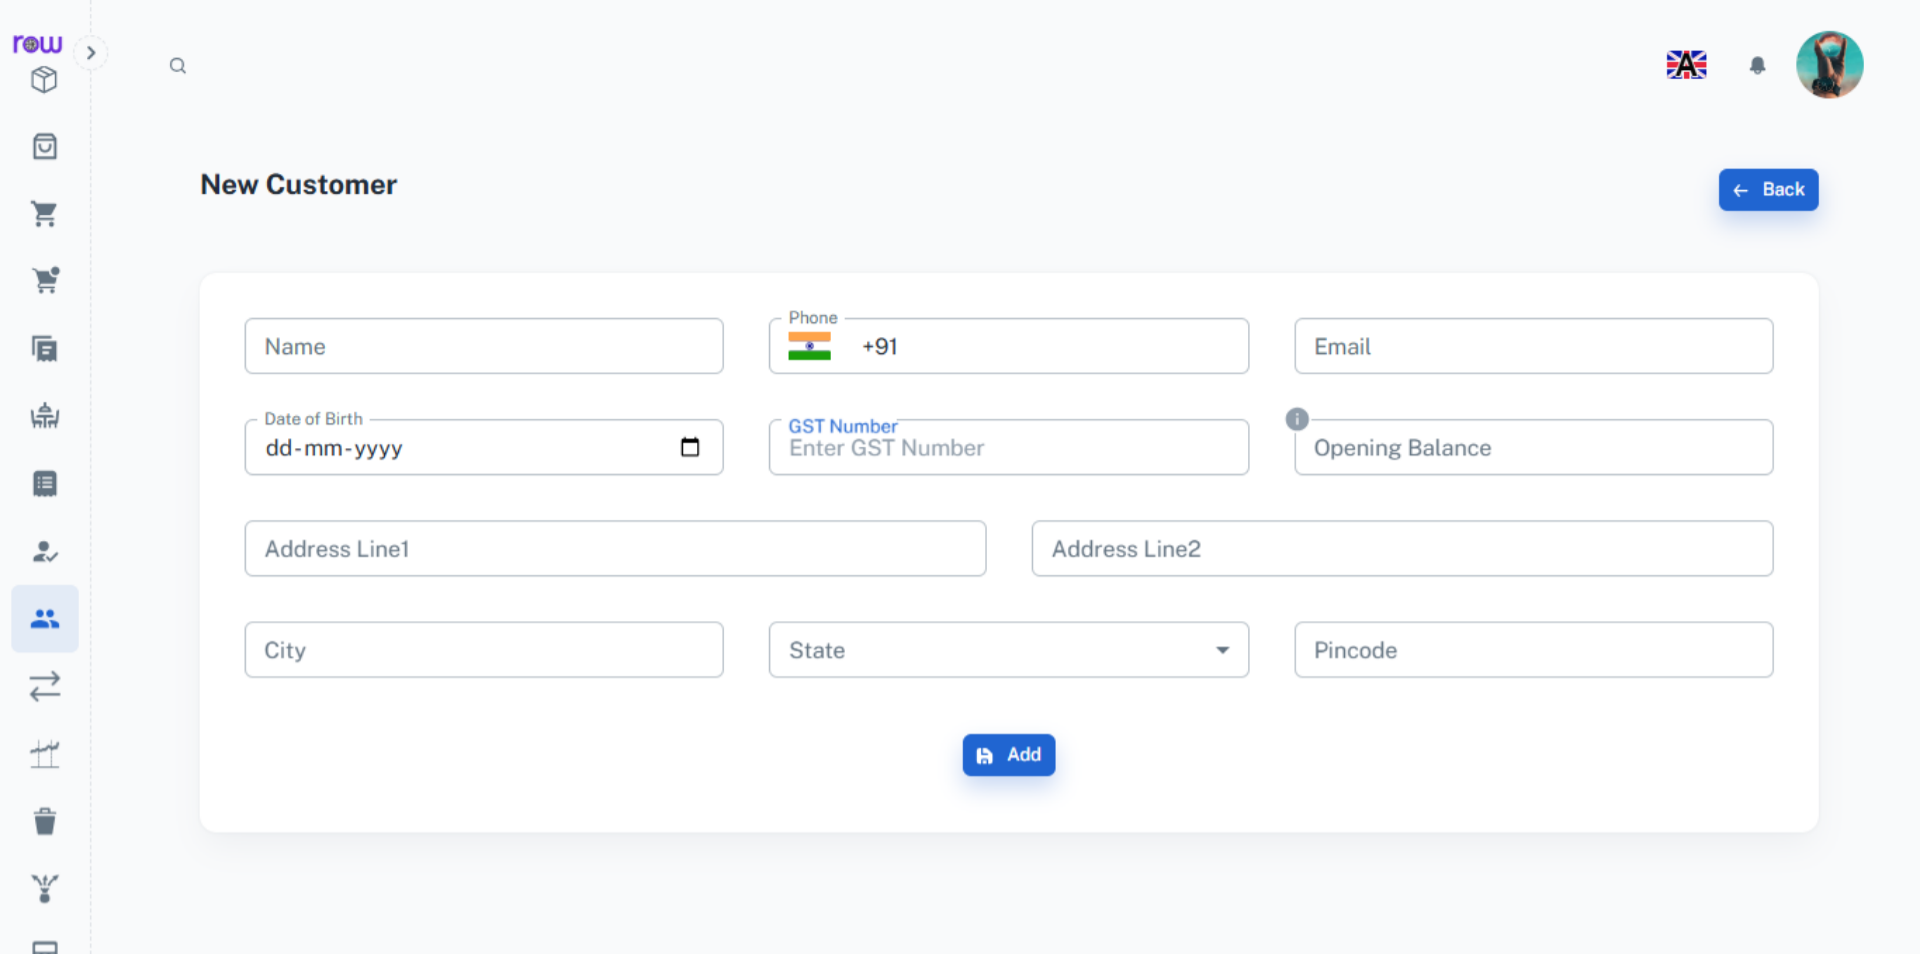 row
A
New Customer
Back
Name
Phone
+91
Email
Date of Birth
dd-mm-yyyy
GST Number
Enter GST Number
i
Opening Balance
Address Line1
Address Line2
City
State
Pincode
Add